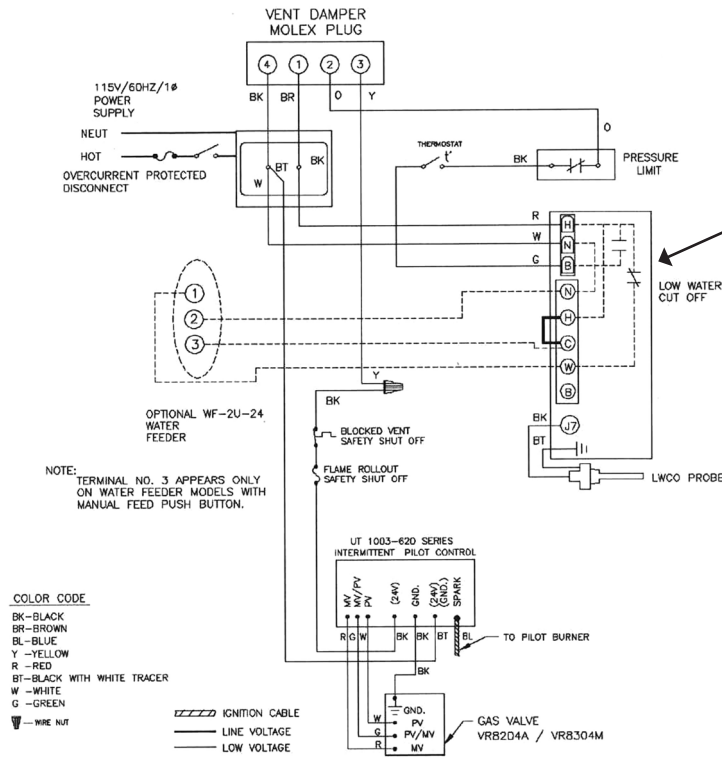 VENT DAMPER
MOLEX PLUG
4
1
2
3
BK
BR
O
Y
115V/60HZ/1ø
POWER
SUPPLY
NEUT
HOT
OVERCURRENT PROTECTED
DISCONNECT
BT
BK
W
O
THERMOSTAT
t°
BK
PRESSURE
LIMIT
R
W
G
H
N
B
LOW WATER
CUT OFF
N
H
C
W
B
J7
BK
BT
LWCO PROBE
1
2
3
OPTIONAL WF-2U-24
WATER
FEEDER
Y
BK
BLOCKED VENT
SAFETY SHUT OFF
FLAME ROLLOUT
SAFETY SHUT OFF
NOTE:
TERMINAL NO. 3 APPEARS ONLY
ON WATER FEEDER MODELS WITH
MANUAL FEED PUSH BUTTON.
UT 1003-620 SERIES
INTERMITTENT PILOT CONTROL
MV
MV/PV
PV
(24V)
GND.
(24V)
(GND.)
SPARK
R
G
W
BK
BK
BT
BL
TO PILOT BURNER
BK
COLOR CODE
BK-BLACK
BR-BROWN
BL-BLUE
Y -YELLOW
R -RED
BT-BLACK WITH WHITE TRACER
W -WHITE
G -GREEN
- WIRE NUT
IGNITION CABLE
LINE VOLTAGE
LOW VOLTAGE
GND.
W
PV
G
PV/MV
R
MV
GAS VALVE
VR8204A / VR8304M